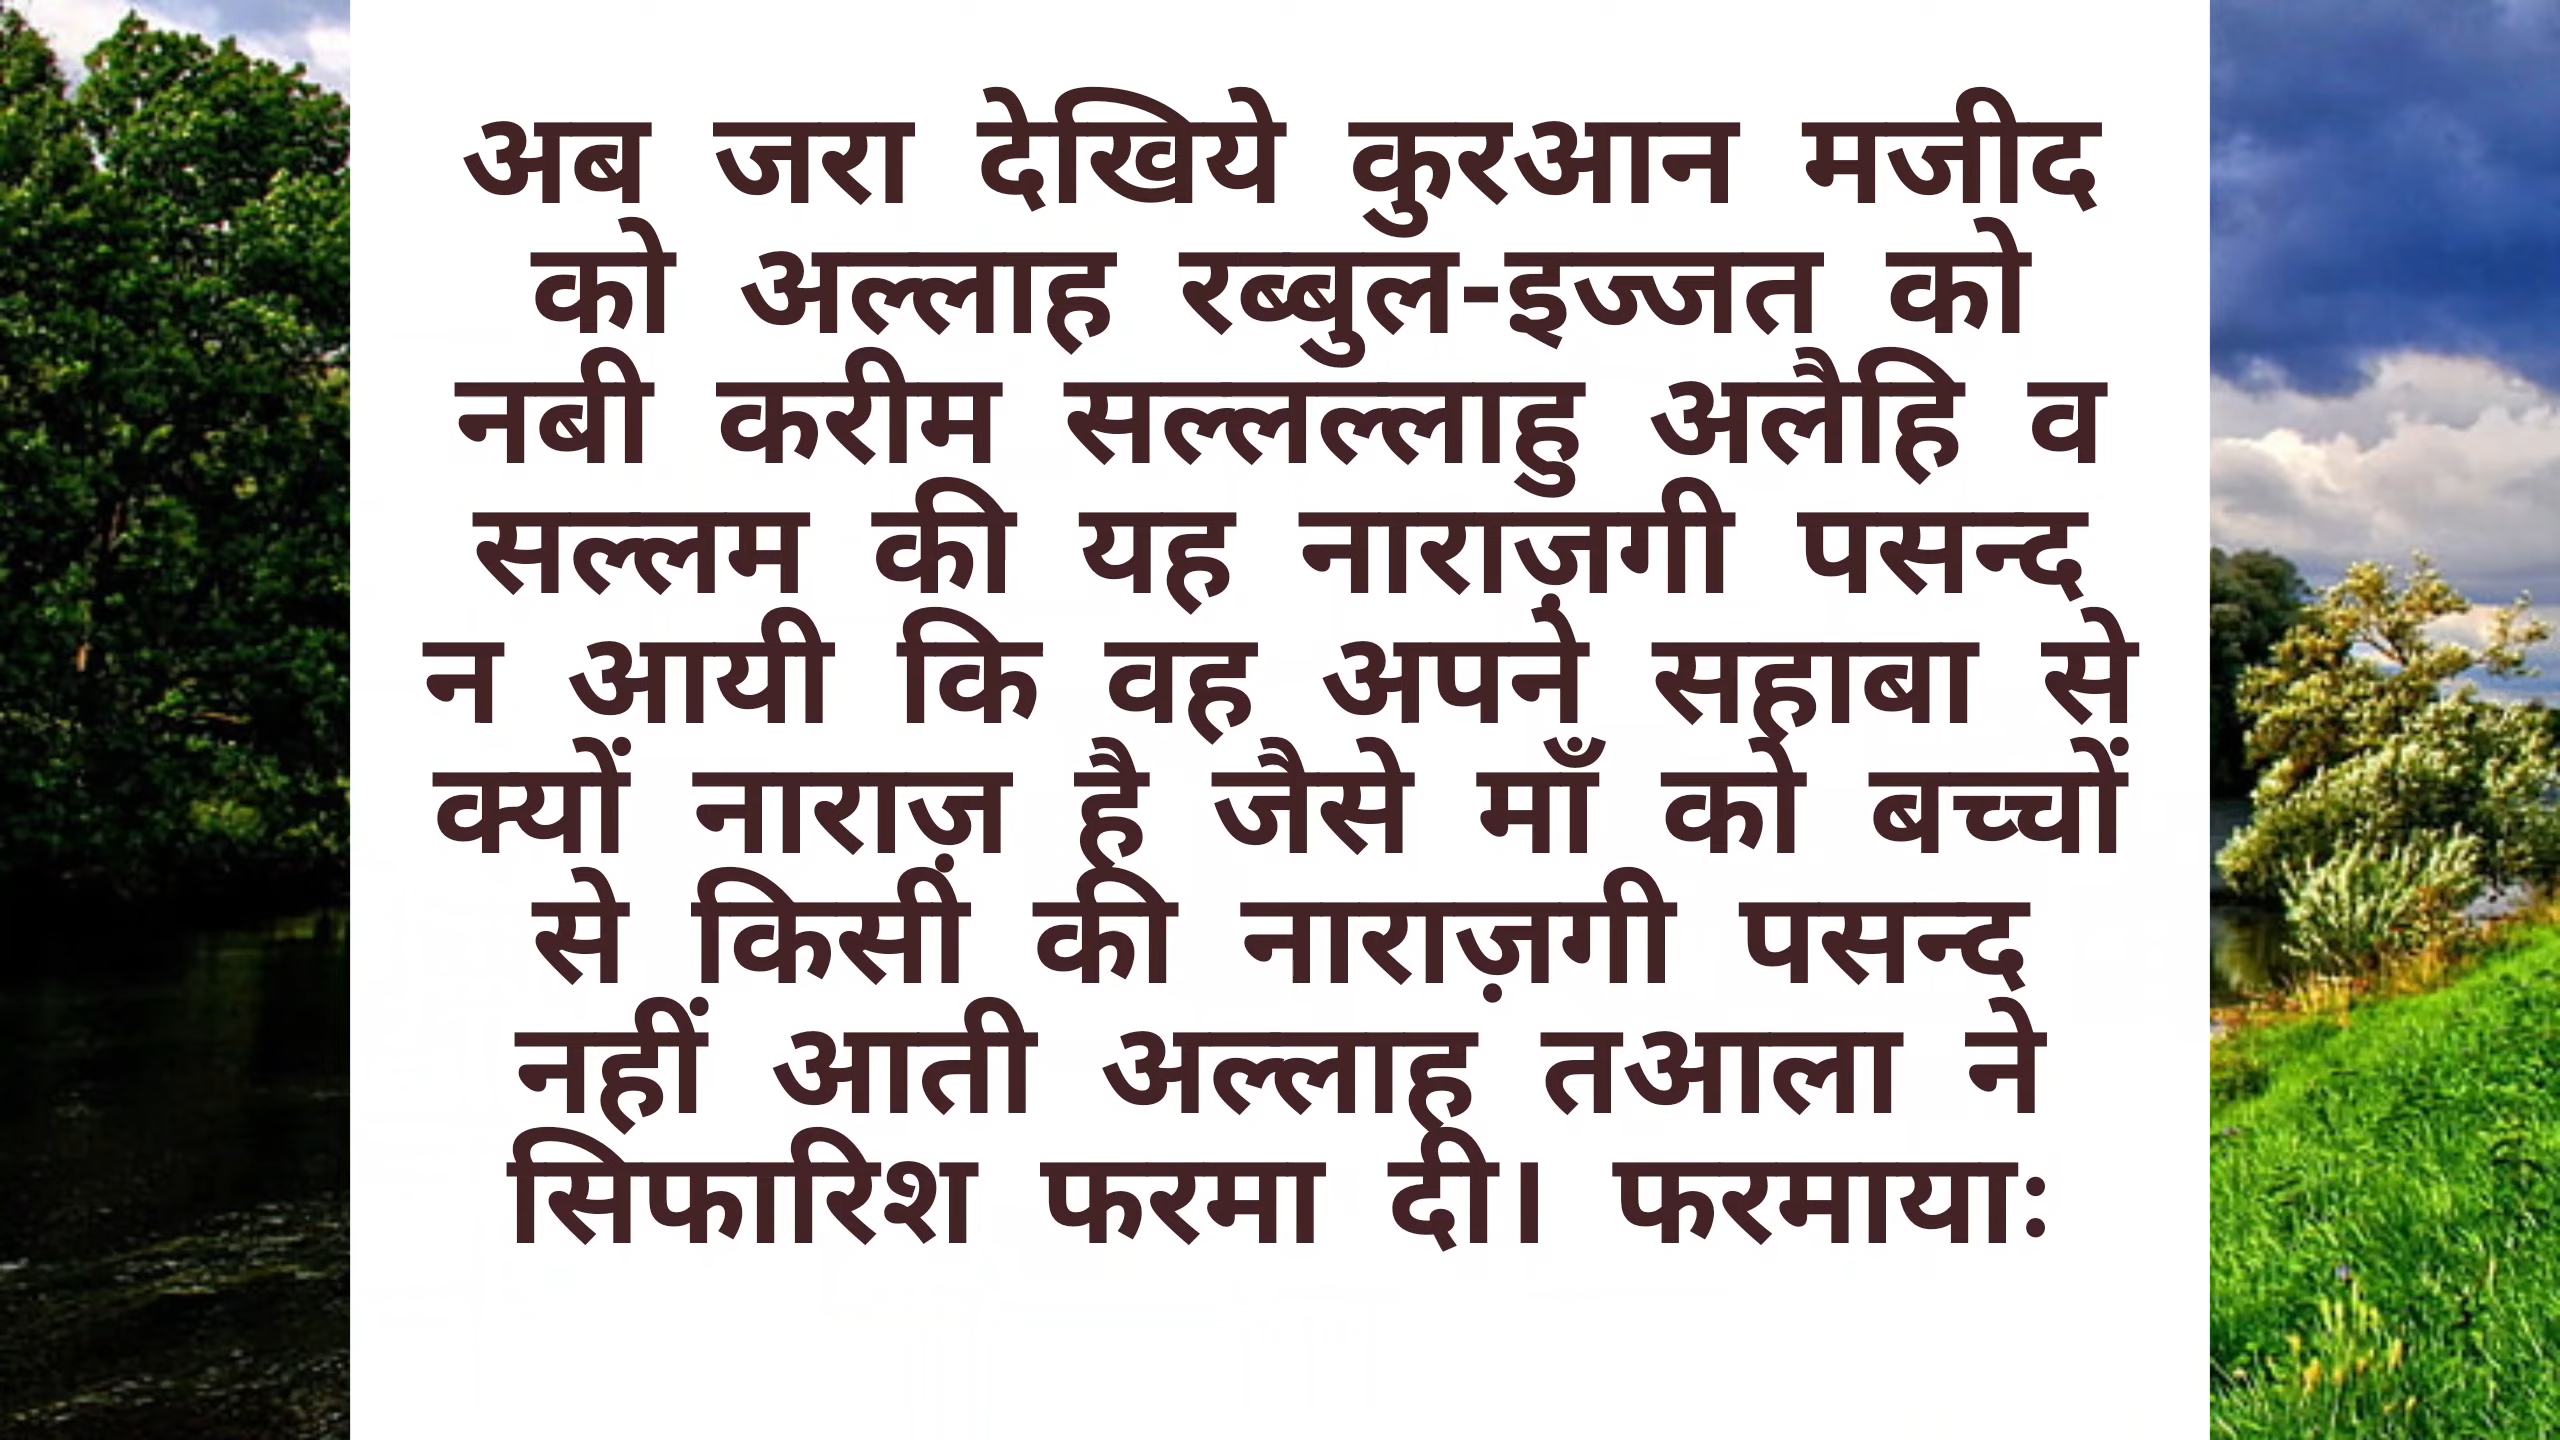 अब जरा देखिये कुरआन मजीद
को अल्लाह रब्बुल-इज्जत को
नबी करीम सल्लल्लाहु अलैहि व
सल्लम की यह नाराज़गी पसन्द
न आयी कि वह अपने सहाबा से
क्यों नाराज़ है जैसे माँ को बच्चों
से किसी की नाराज़गी पसन्द
नहीं आती अल्लाह तआला ने
सिफारिश फरमा दी। फरमायाः